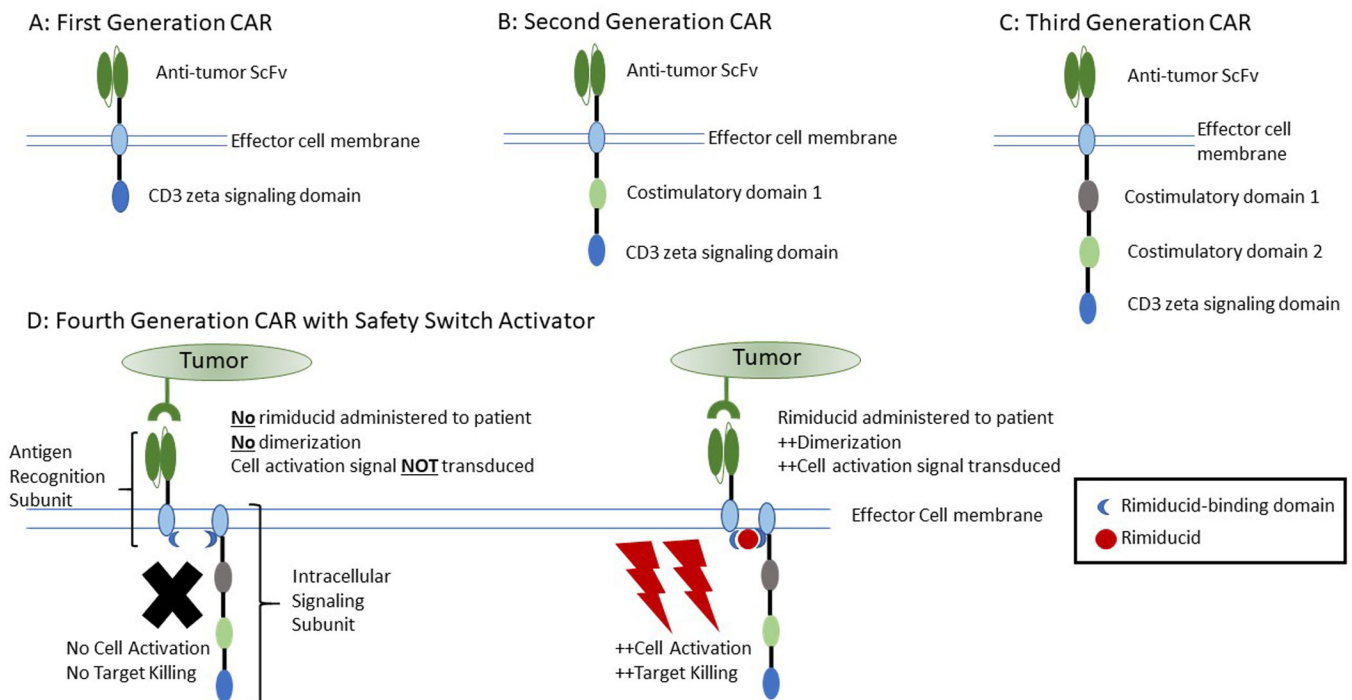 A: First Generation CAR
Anti-tumor ScFv
Effector cell membrane
CD3 zeta signaling domain
B: Second Generation CAR
Anti-tumor ScFv
Effector cell membrane
Costimulatory domain 1
CD3 zeta signaling domain
C: Third Generation CAR
Anti-tumor ScFv
Effector cell
membrane
Costimulatory domain 1
Costimulatory domain 2
CD3 zeta signaling domain
D: Fourth Generation CAR with Safety Switch Activator
Tumor
No rimiducid administered to patient
No dimerization
Cell activation signal NOT transduced
Antigen
Recognition
Subunit
Intracellular
Signaling
Subunit
No Cell Activation
No Target Killing
Tumor
Rimiducid administered to patient
++Dimerization
++Cell activation signal transduced
Effector Cell membrane
++Cell Activation
++Target Killing
Rimiducid-binding domain
Rimiducid